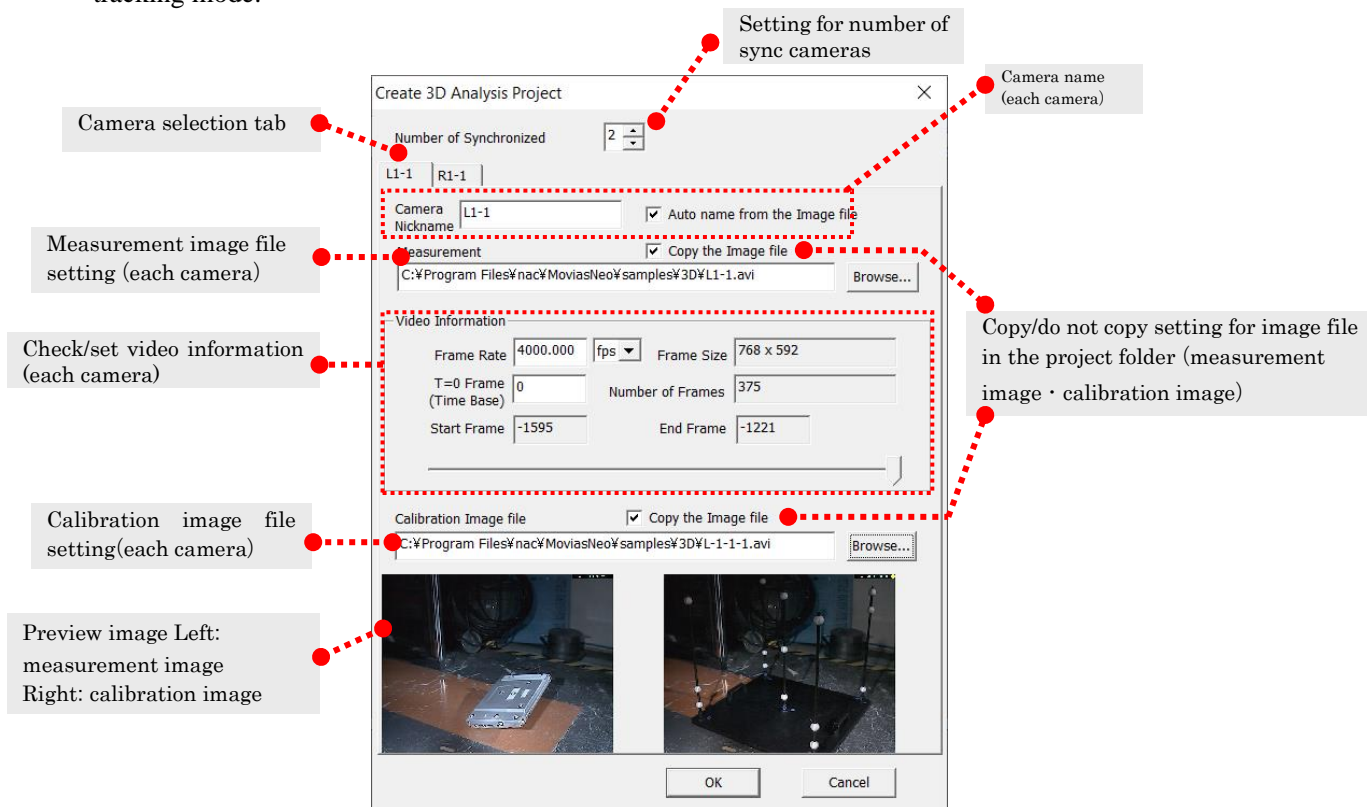 tracking mode.
Setting for number of
sync cameras
Camera name
(each camera)
Create 3D Analysis Project
Camera selection tab
Number of Synchronized
2
L1-1
R1-1
Camera
Nickname
L1-1
Auto name from the Image file
Measurement image file
setting (each camera)
Measurement
Copy the Image file
C:¥Program Files¥nac¥MoviasNeo¥samples¥3D¥L1-1.avi
Browse...
Copy/do not copy setting for image file
in the project folder (measurement
image・calibration image)
Check/set video information
(each camera)
Video Information
Frame Rate 4000.000 fps Frame Size 768 x 592
T=0 Frame
(Time Base)
0
Number of Frames 375
Start Frame -1595 End Frame -1221
Calibration image file
setting(each camera)
Calibration Image file
Copy the Image file
C:¥Program Files¥nac¥MoviasNeo¥samples¥3D¥L-1-1-1.avi
Browse...
Preview image Left:
measurement image
Right: calibration image
OK
Cancel